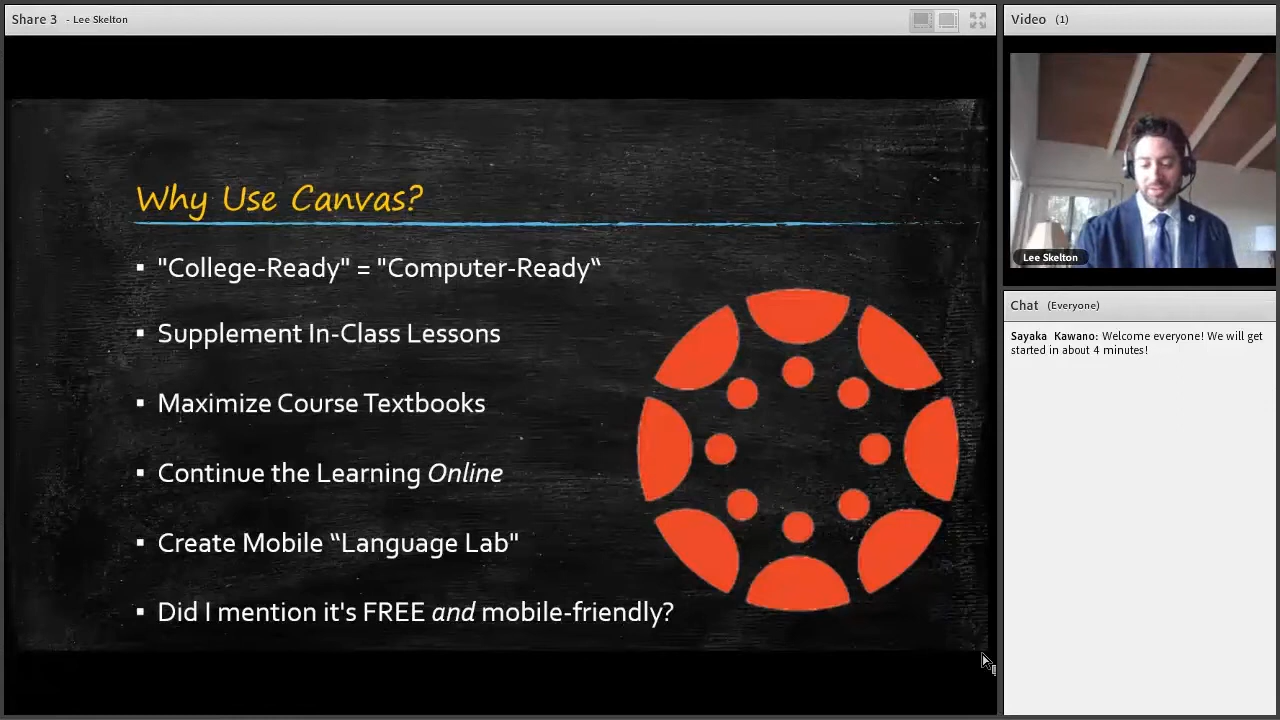 Share 3 - Lee Skelton
Why Use Canvas?
▪ "College-Ready" = "Computer-Ready“
▪ Supplement In-Class Lessons
▪ Maximize Course Textbooks
▪ Continue the Learning Online
▪ Create Mobile “Language Lab"
▪ Did I mention it's FREE and mobile-friendly?
Video (1)
Lee Skelton
Chat (Everyone)
Sayaka Kawano: Welcome everyone! We will get
started in about 4 minutes!